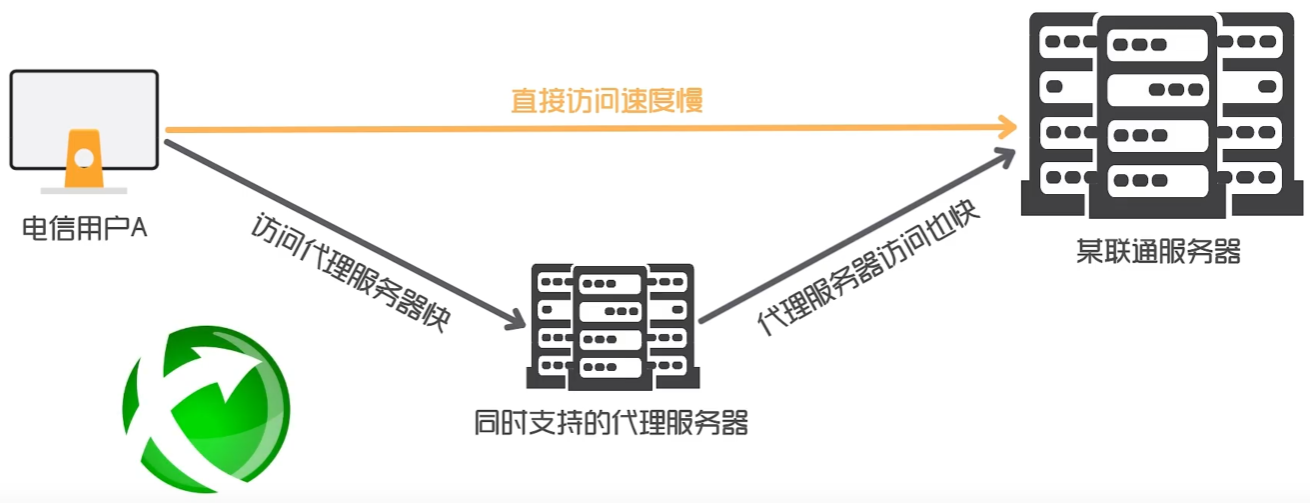 直接访问速度慢
电信用户A
访问代理服务器快
代理服务器访问也快
某联通服务器
同时支持的代理服务器